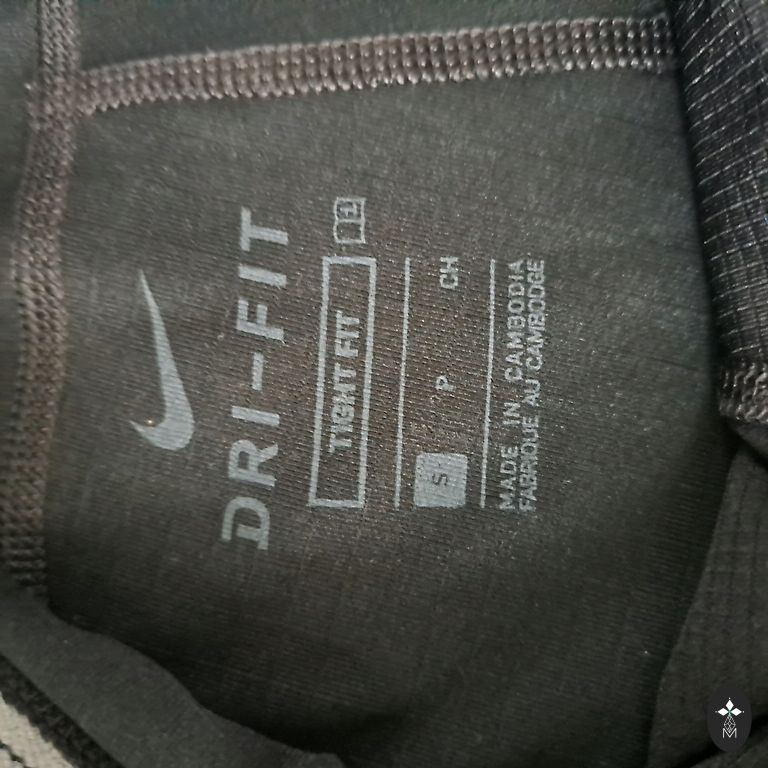 DRI-FIT
TIGHT FIT
S P CH
MADE IN CAMBODIA
FABRIQUÉ AU CAMBODGE
M